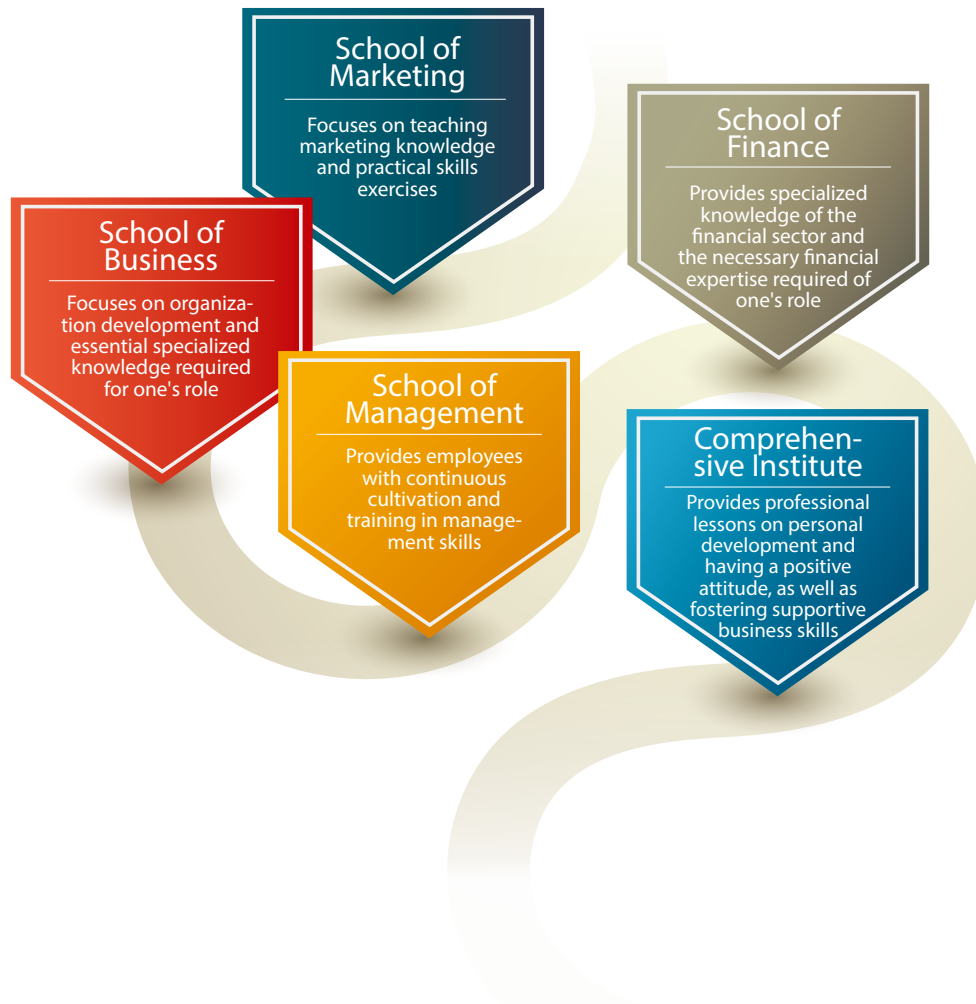 School of
Marketing
Focuses on teaching
marketing knowledge
and practical skills
exercises
School of
Finance
Provides specialized
knowledge of the
financial sector and
the necessary financial
expertise required of
one's role
School of
Business
Focuses on organiza-
tion development and
essential specialized
knowledge required
for one's role
School of
Management
Provides employees
with continuous
cultivation and
training in manage-
ment skills
Comprehen-
sive Institute
Provides professional
lessons on personal
development and
having a positive
attitude, as well as
fostering supportive
business skills